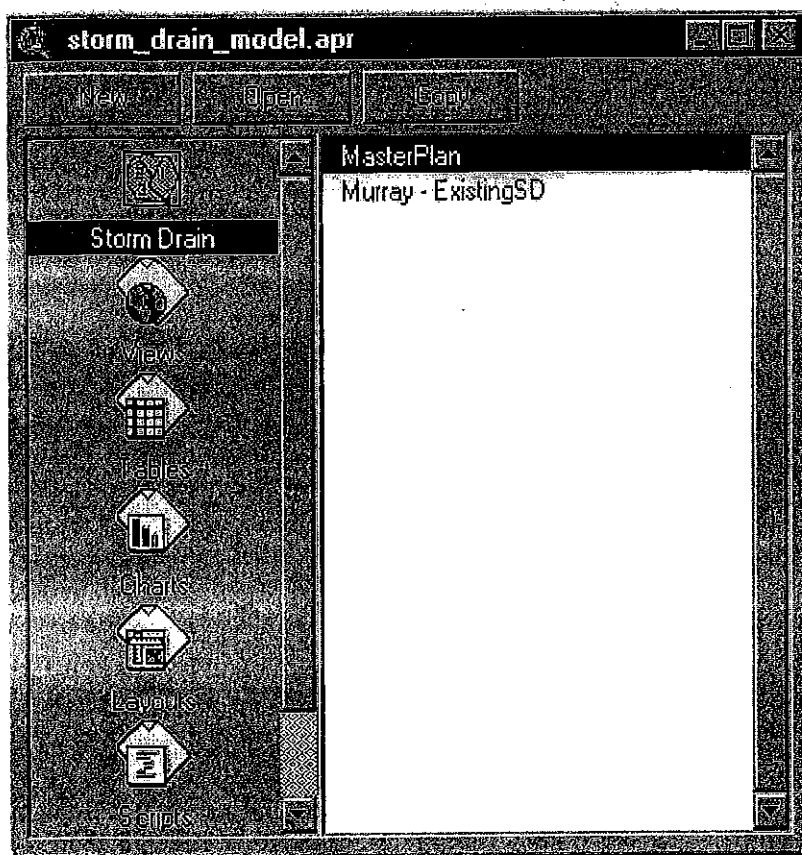 storm_drain_model.apr
New Open Copy
Storm Drain
Views
Tables
Charts
Layouts
Scripts
MasterPlan
Murray - ExistingSD